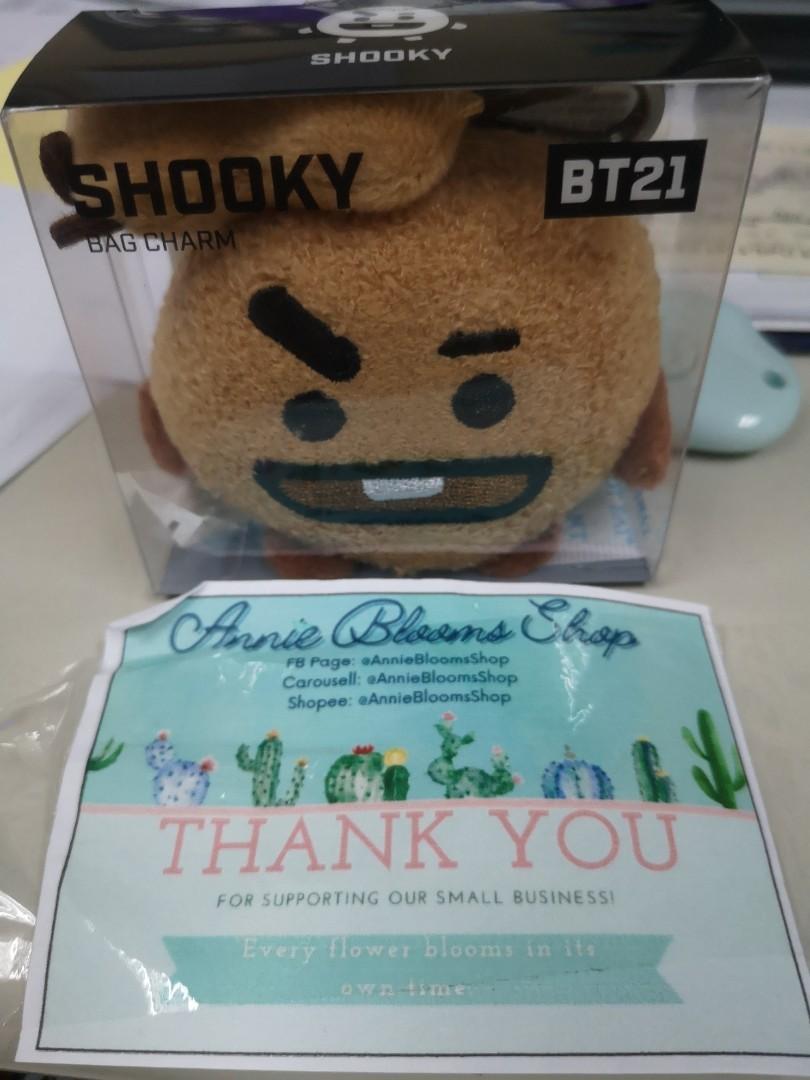 SHOOKY
SHOOKY
BT21
BAG CHARM
Annie Blooms Shop
FB Page: @AnnieBloomsShop
Carousell: @AnnieBloomsShop
Shopee: @AnnieBloomsShop
THANK YOU
FOR SUPPORTING OUR SMALL BUSINESS!
Every flower blooms in its
own time.